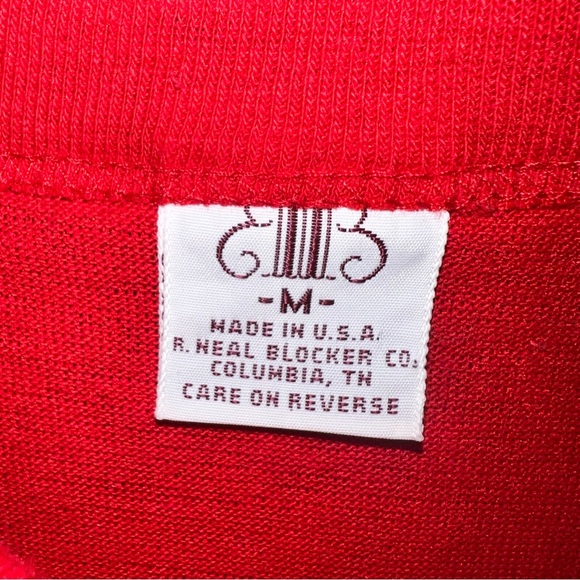 -M-
MADE IN U.S.A.
R. NEAL BLOCKER CO.
COLUMBIA, TN
CARE ON REVERSE